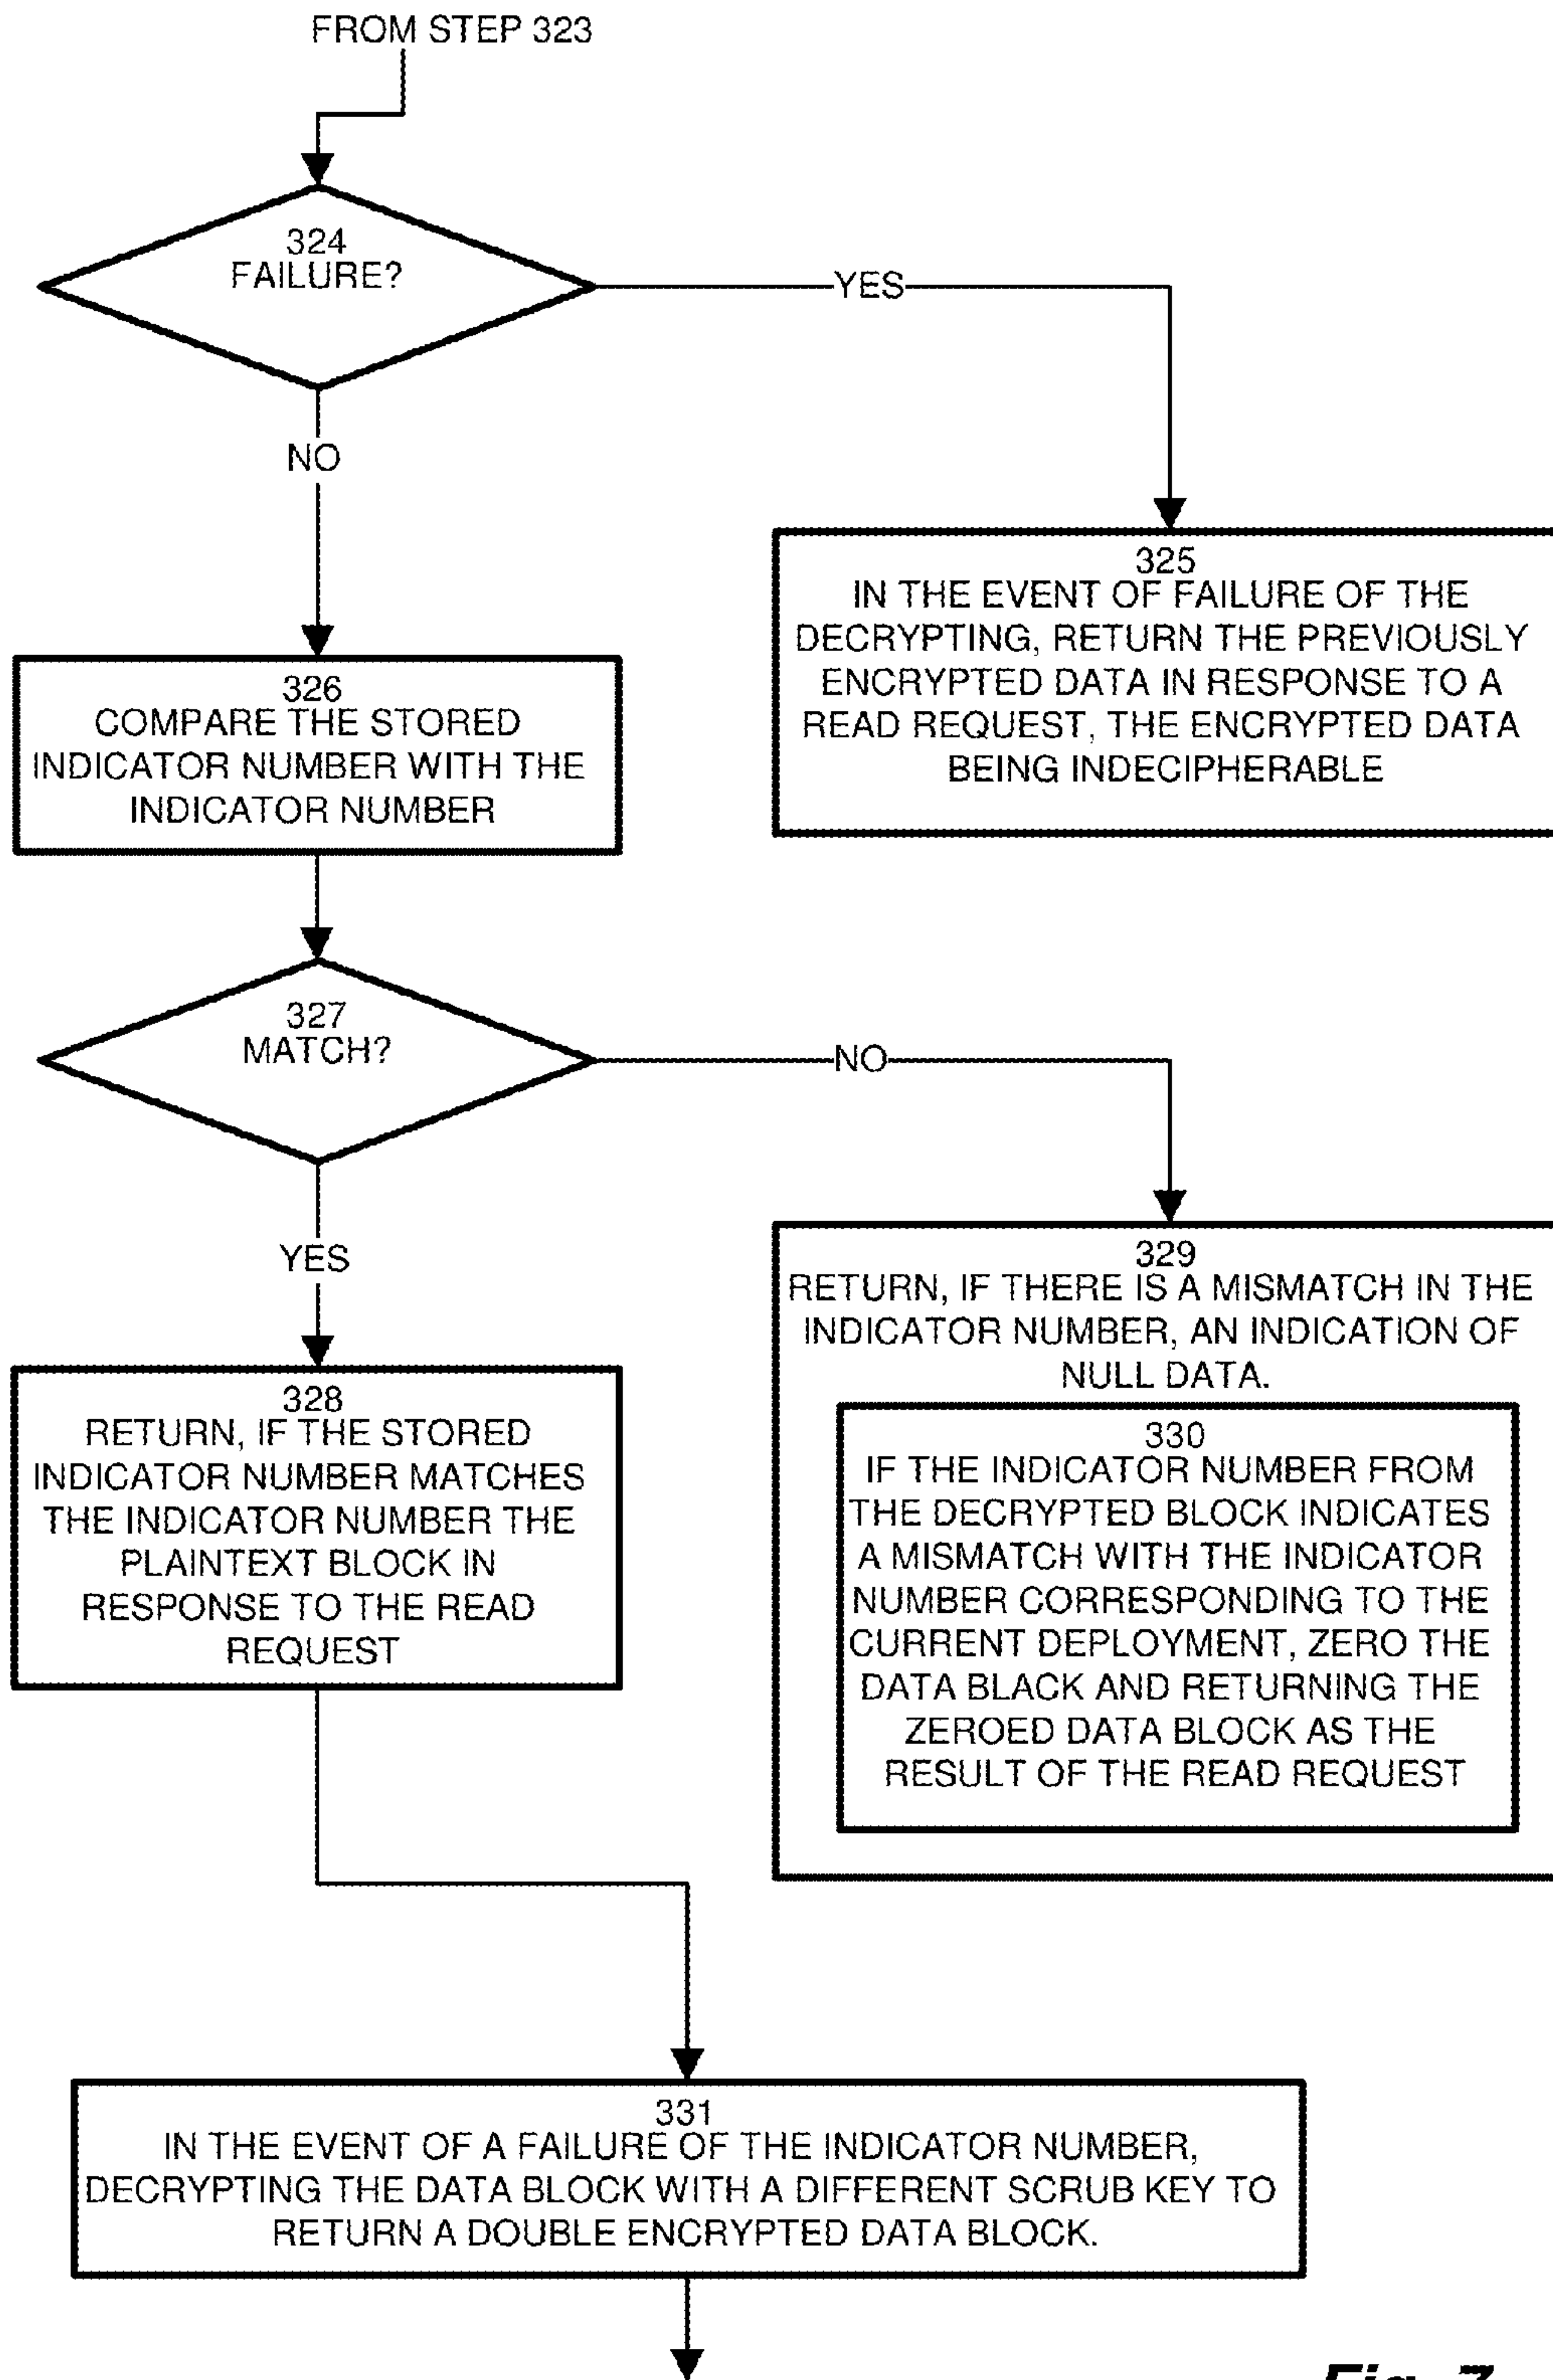 FROM STEP 323
324
FAILURE?
YES
NO
325
IN THE EVENT OF FAILURE OF THE
DECRYPTING, RETURN THE PREVIOUSLY
ENCRYPTED DATA IN RESPONSE TO A
READ REQUEST, THE ENCRYPTED DATA
BEING INDECIPHERABLE
326
COMPARE THE STORED
INDICATOR NUMBER WITH THE
INDICATOR NUMBER
327
MATCH?
NO
YES
329
RETURN, IF THERE IS A MISMATCH IN THE
INDICATOR NUMBER, AN INDICATION OF
NULL DATA.
330
IF THE INDICATOR NUMBER FROM
THE DECRYPTED BLOCK INDICATES
A MISMATCH WITH THE INDICATOR
NUMBER CORRESPONDING TO THE
CURRENT DEPLOYMENT, ZERO THE
DATA BLACK AND RETURNING THE
ZEROED DATA BLOCK AS THE
RESULT OF THE READ REQUEST
328
RETURN, IF THE STORED
INDICATOR NUMBER MATCHES
THE INDICATOR NUMBER THE
PLAINTEXT BLOCK IN
RESPONSE TO THE READ
REQUEST
331
IN THE EVENT OF A FAILURE OF THE INDICATOR NUMBER,
DECRYPTING THE DATA BLOCK WITH A DIFFERENT SCRUB KEY TO
RETURN A DOUBLE ENCRYPTED DATA BLOCK.